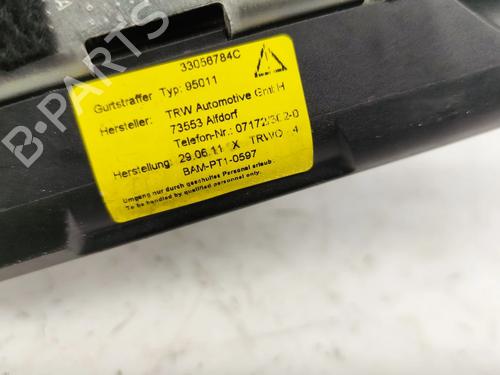 33056784C
Gurtstraffer Typ: 95011
Hersteller: TRW Automotive GmbH
73553 Alfdorf
Telefon-Nr.: 07172/302-0
Herstellung: 29.06.11 X TRWO 4
BAM-PT1-0597
Umgang nur durch geschultes Personal erlaubt
To be handled by qualified personnel only.
B-PARTS